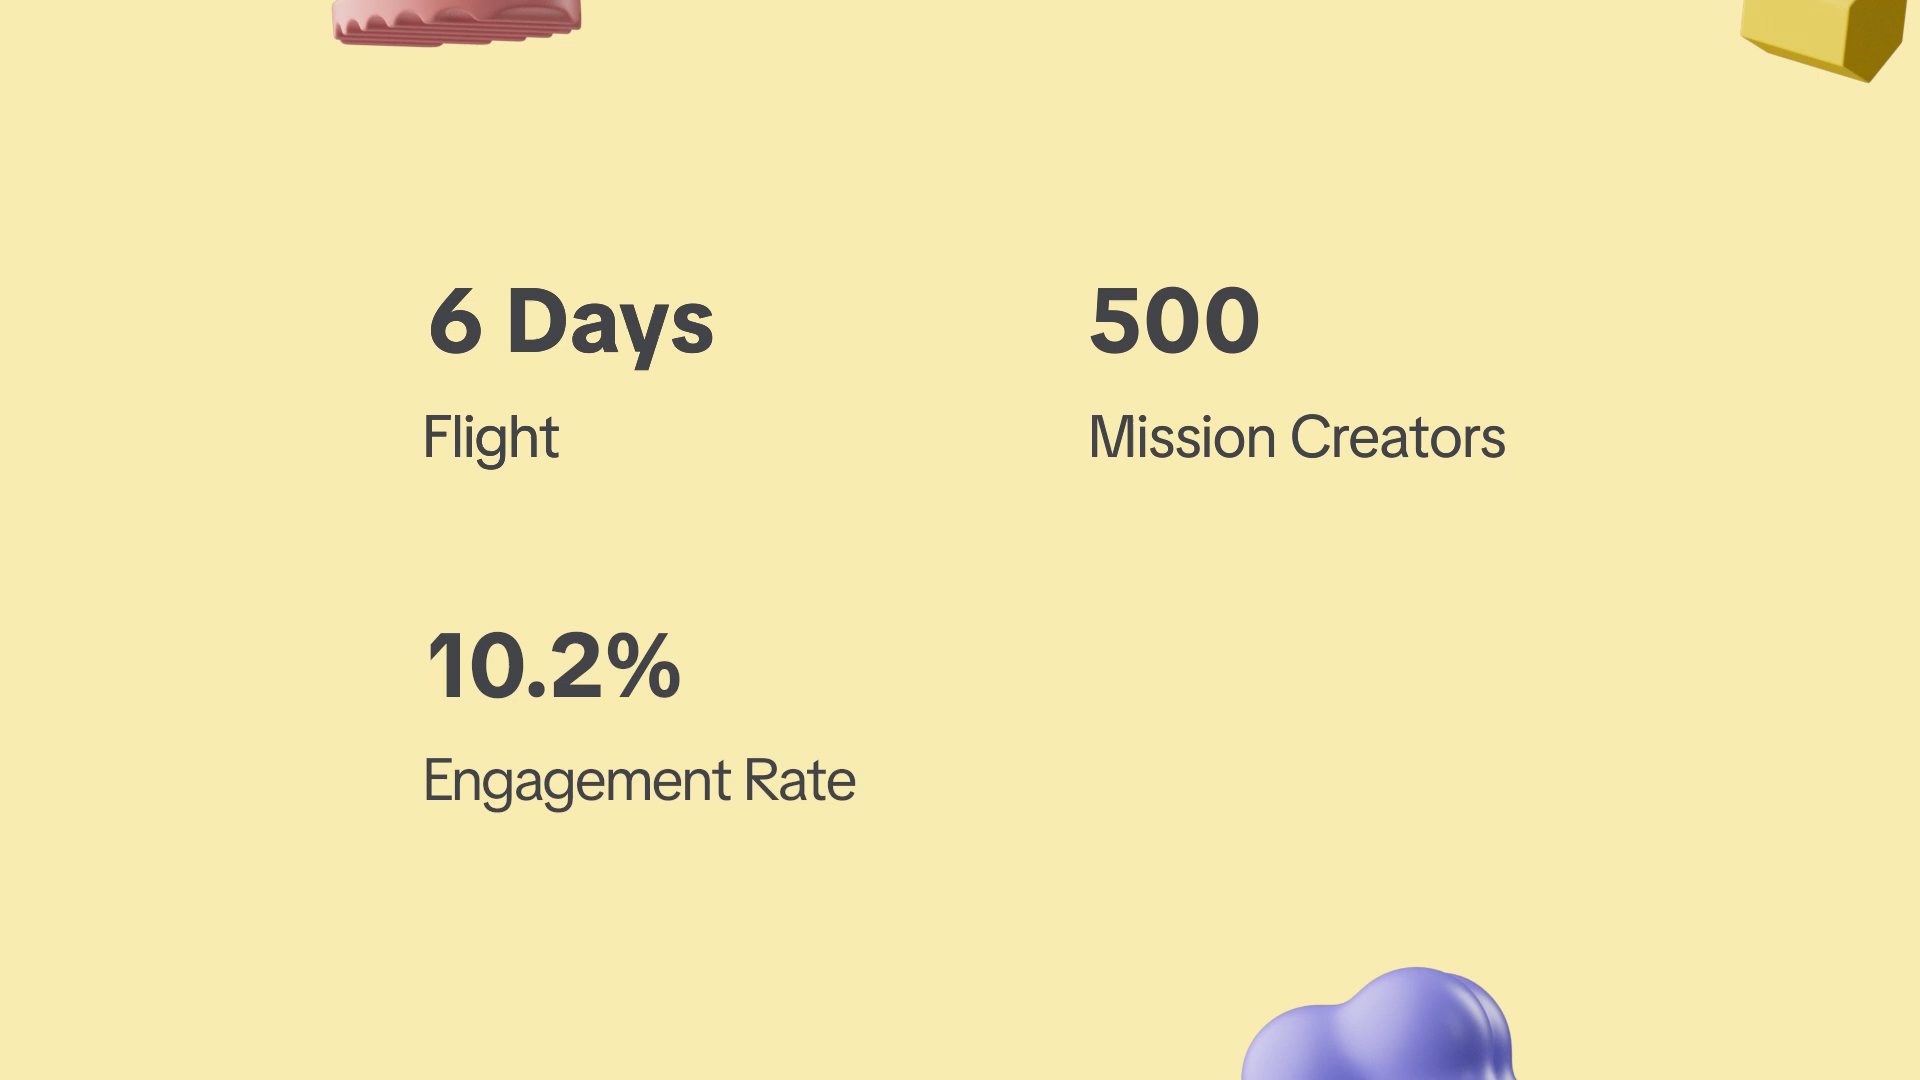 6 Days
Flight
500
Mission Creators
10.2%
Engagement Rate